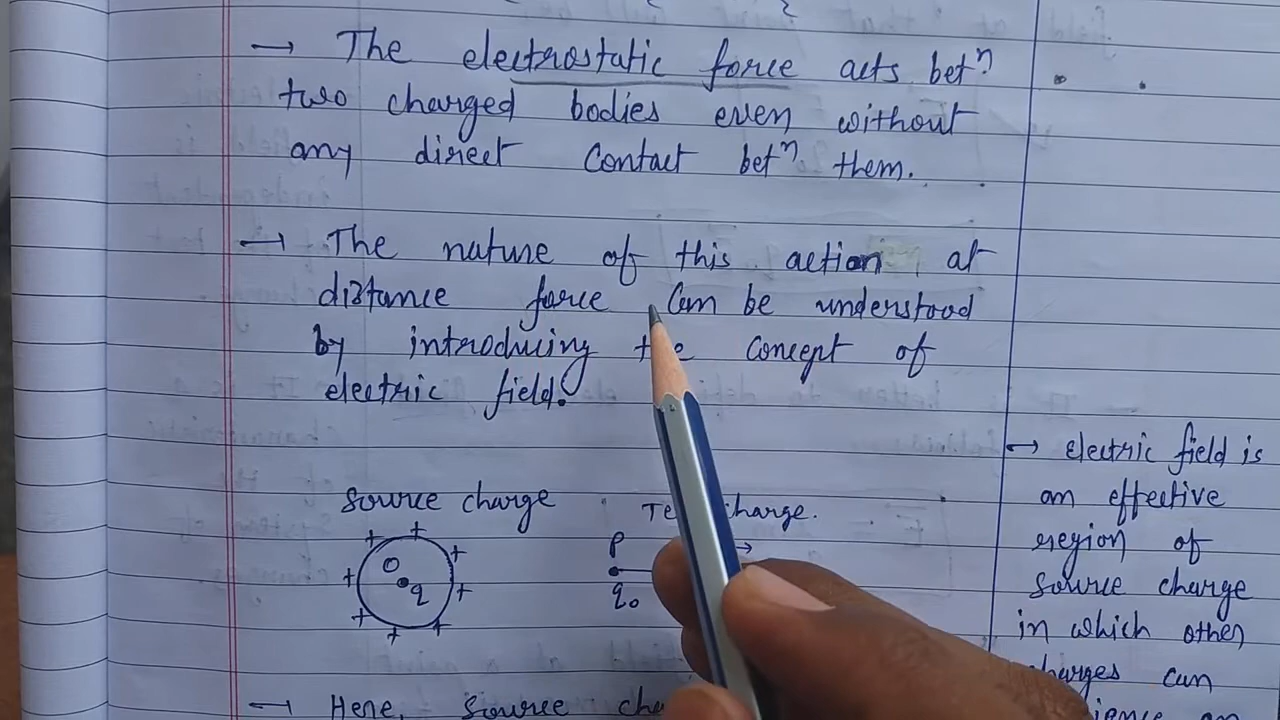 → The electrostatic force acts betⁿ
two charged bodies even without
any direct contact betⁿ them.
→ The nature of this action at
distance force can be understood
by introducing the concept of
electric field.
Source charge
+ + + + + + + +
O
q
charge.
P
q₀
→ Here, source
→ electric field is
an effective
region of
source charge
in which other
charges can
an